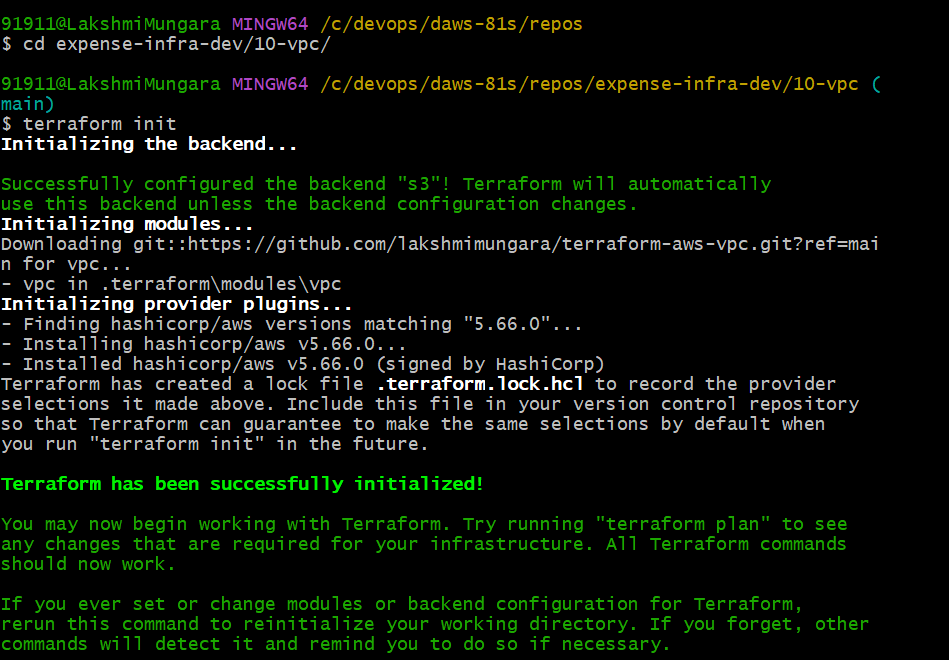 91911@LakshmiMungara MINGW64 /c/devops/daws-81s/repos
$ cd expense-infra-dev/10-vpc/
91911@LakshmiMungara MINGW64 /c/devops/daws-81s/repos/expense-infra-dev/10-vpc (
main)
$ terraform init
Initializing the backend...
Successfully configured the backend "s3"! Terraform will automatically
use this backend unless the backend configuration changes.
Initializing modules...
Downloading git::https://github.com/lakshmimungara/terraform-aws-vpc.git?ref=mai
n for vpc...
- vpc in .terraform\modules\vpc
Initializing provider plugins...
- Finding hashicorp/aws versions matching "5.66.0"...
- Installing hashicorp/aws v5.66.0...
- Installed hashicorp/aws v5.66.0 (signed by HashiCorp)
Terraform has created a lock file .terraform.lock.hcl to record the provider
selections it made above. Include this file in your version control repository
so that Terraform can guarantee to make the same selections by default when
you run "terraform init" in the future.
Terraform has been successfully initialized!
You may now begin working with Terraform. Try running "terraform plan" to see
any changes that are required for your infrastructure. All Terraform commands
should now work.
If you ever set or change modules or backend configuration for Terraform,
rerun this command to reinitialize your working directory. If you forget, other
commands will detect it and remind you to do so if necessary.